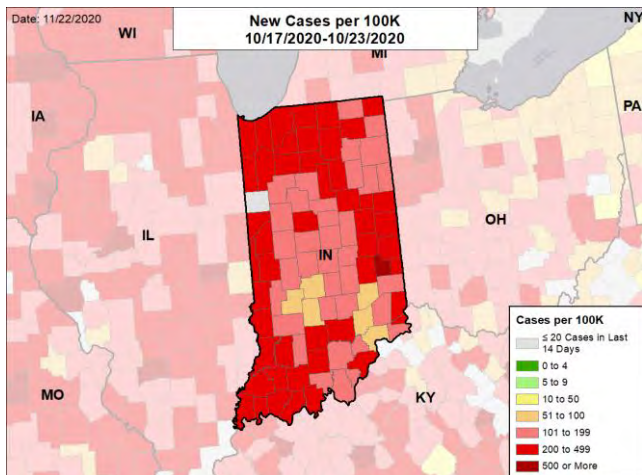 Date: 11/22/2020
New Cases per 100K
10/17/2020-10/23/2020
WI
MI
NY
IA
PA
IL
IN
OH
MO
KY
Cases per 100K
≤ 20 Cases in Last
14 Days
0 to 4
5 to 9
10 to 50
51 to 100
101 to 199
200 to 499
500 or More